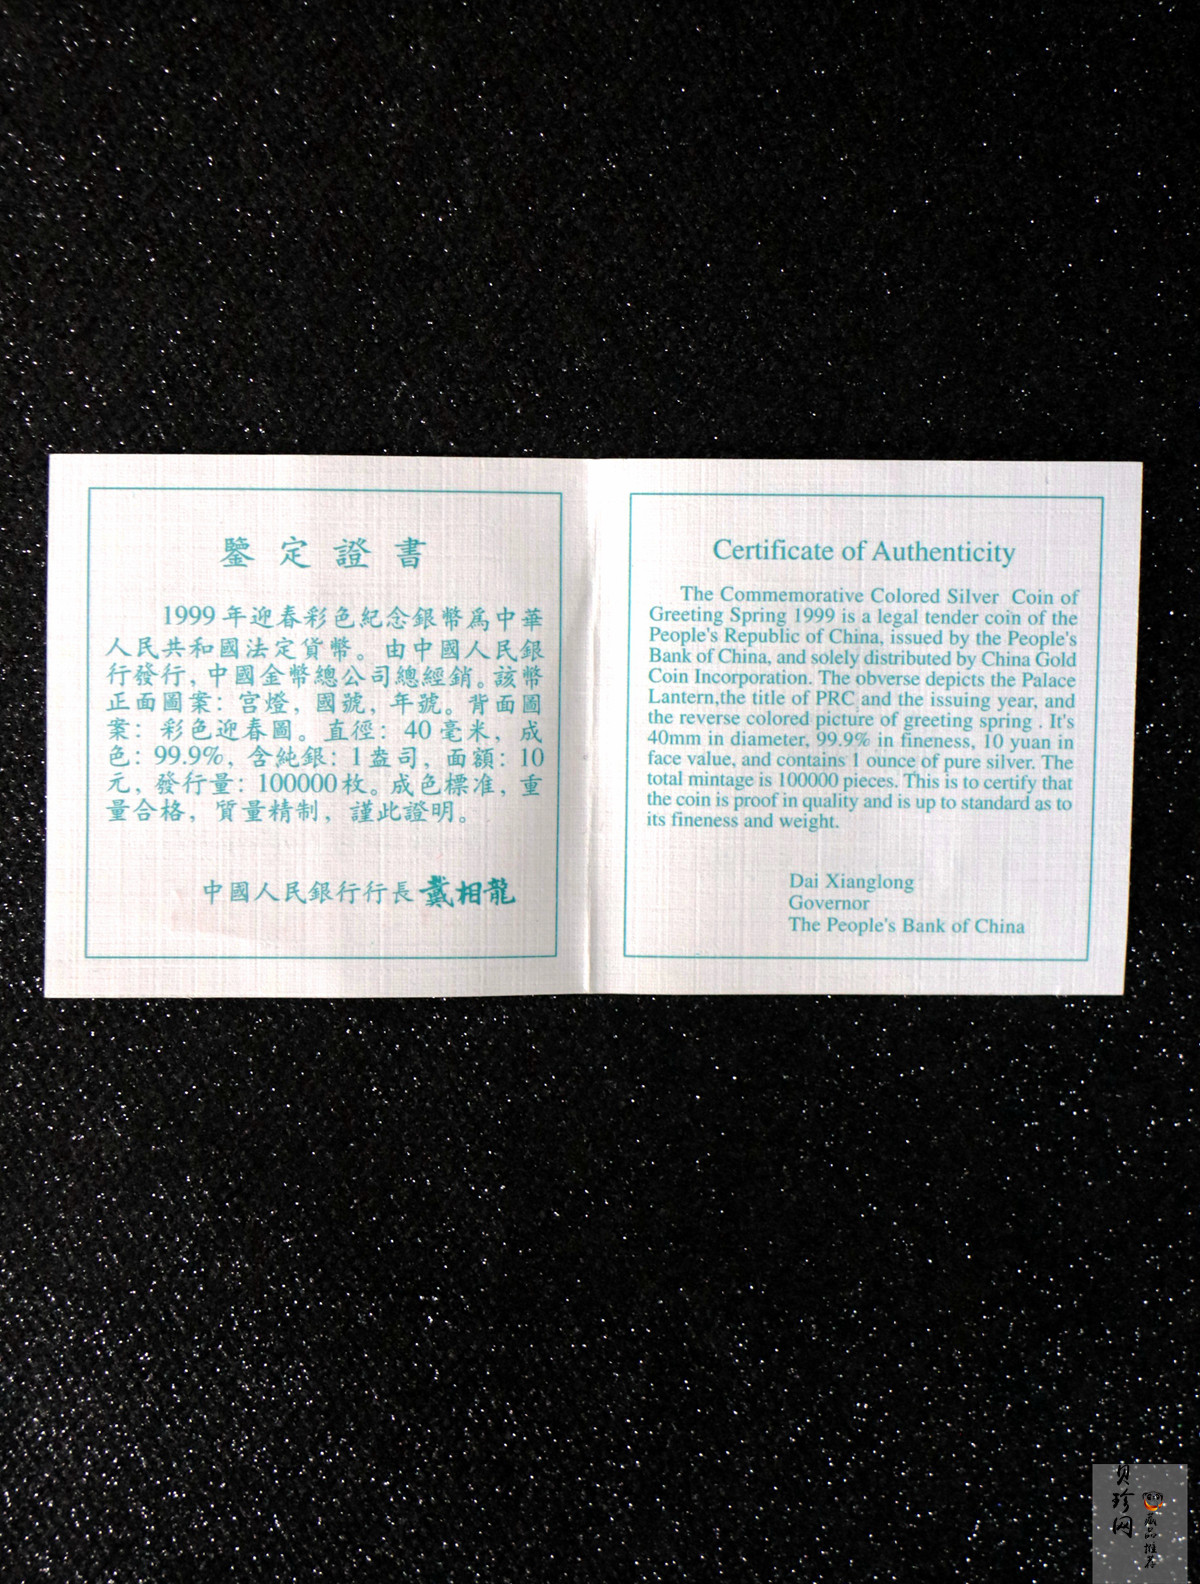 鑒定證書
1999年迎春彩色紀念銀幣爲中華
人民共和國法定貨幣。由中國人民銀
行發行,中國金幣總公司總經銷。該幣
正面圖案:宫燈,國號,年號。背面圖
案:彩色迎春圖。直徑:40毫米,成
色:99.9%,含純銀:1盎司,面額:10
元,發行量:100000枚。成色標准,重
量合格,質量精制,謹此證明。
中國人民銀行行長 戴相龍
Certificate of Authenticity
The Commemorative Colored Silver Coin of
Greeting Spring 1999 is a legal tender coin of the
People's Republic of China, issued by the People's
Bank of China, and solely distributed by China Gold
Coin Incorporation. The obverse depicts the Palace
Lantern,the title of PRC and the issuing year, and
the reverse colored picture of greeting spring . It's
40mm in diameter, 99.9% in fineness, 10 yuan in
face value, and contains 1 ounce of pure silver. The
total mintage is 100000 pieces. This is to certify that
the coin is proof in quality and is up to standard as to
its fineness and weight.
Dai Xianglong
Governor
The People's Bank of China
贝珍网
藏品推荐